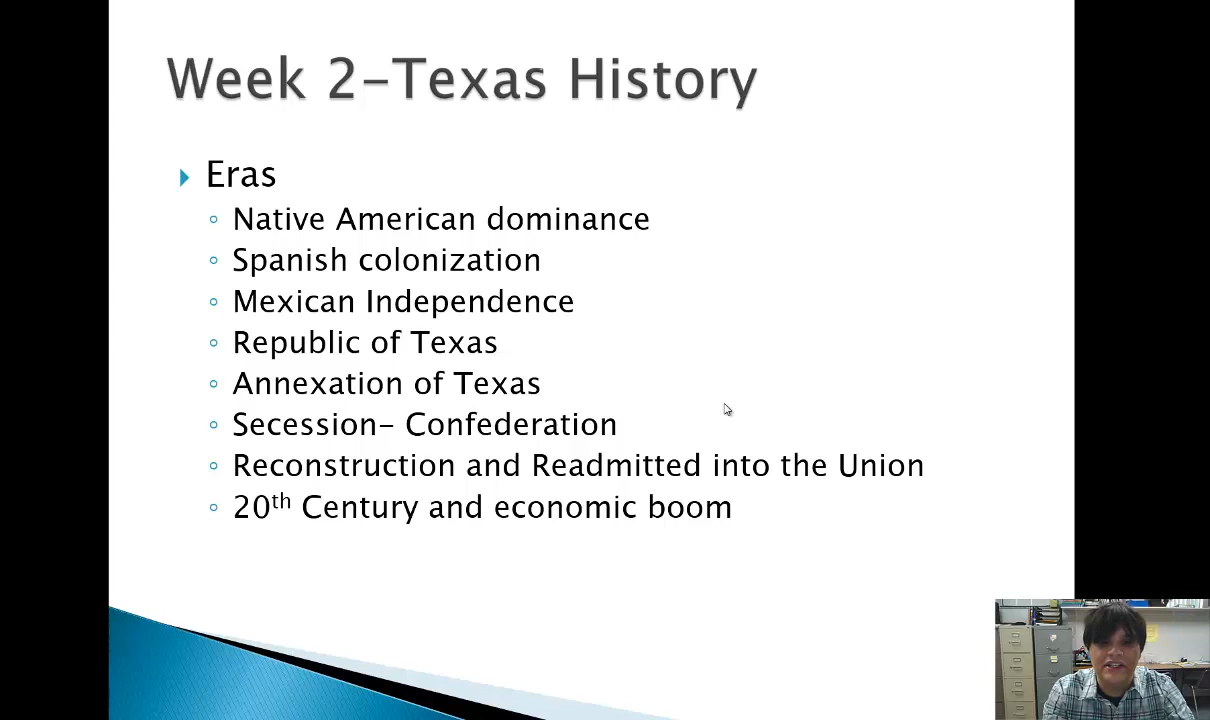 Week 2-Texas History
Eras
Native American dominance
Spanish colonization
Mexican Independence
Republic of Texas
Annexation of Texas
Secession- Confederation
Reconstruction and Readmitted into the Union
20th Century and economic boom